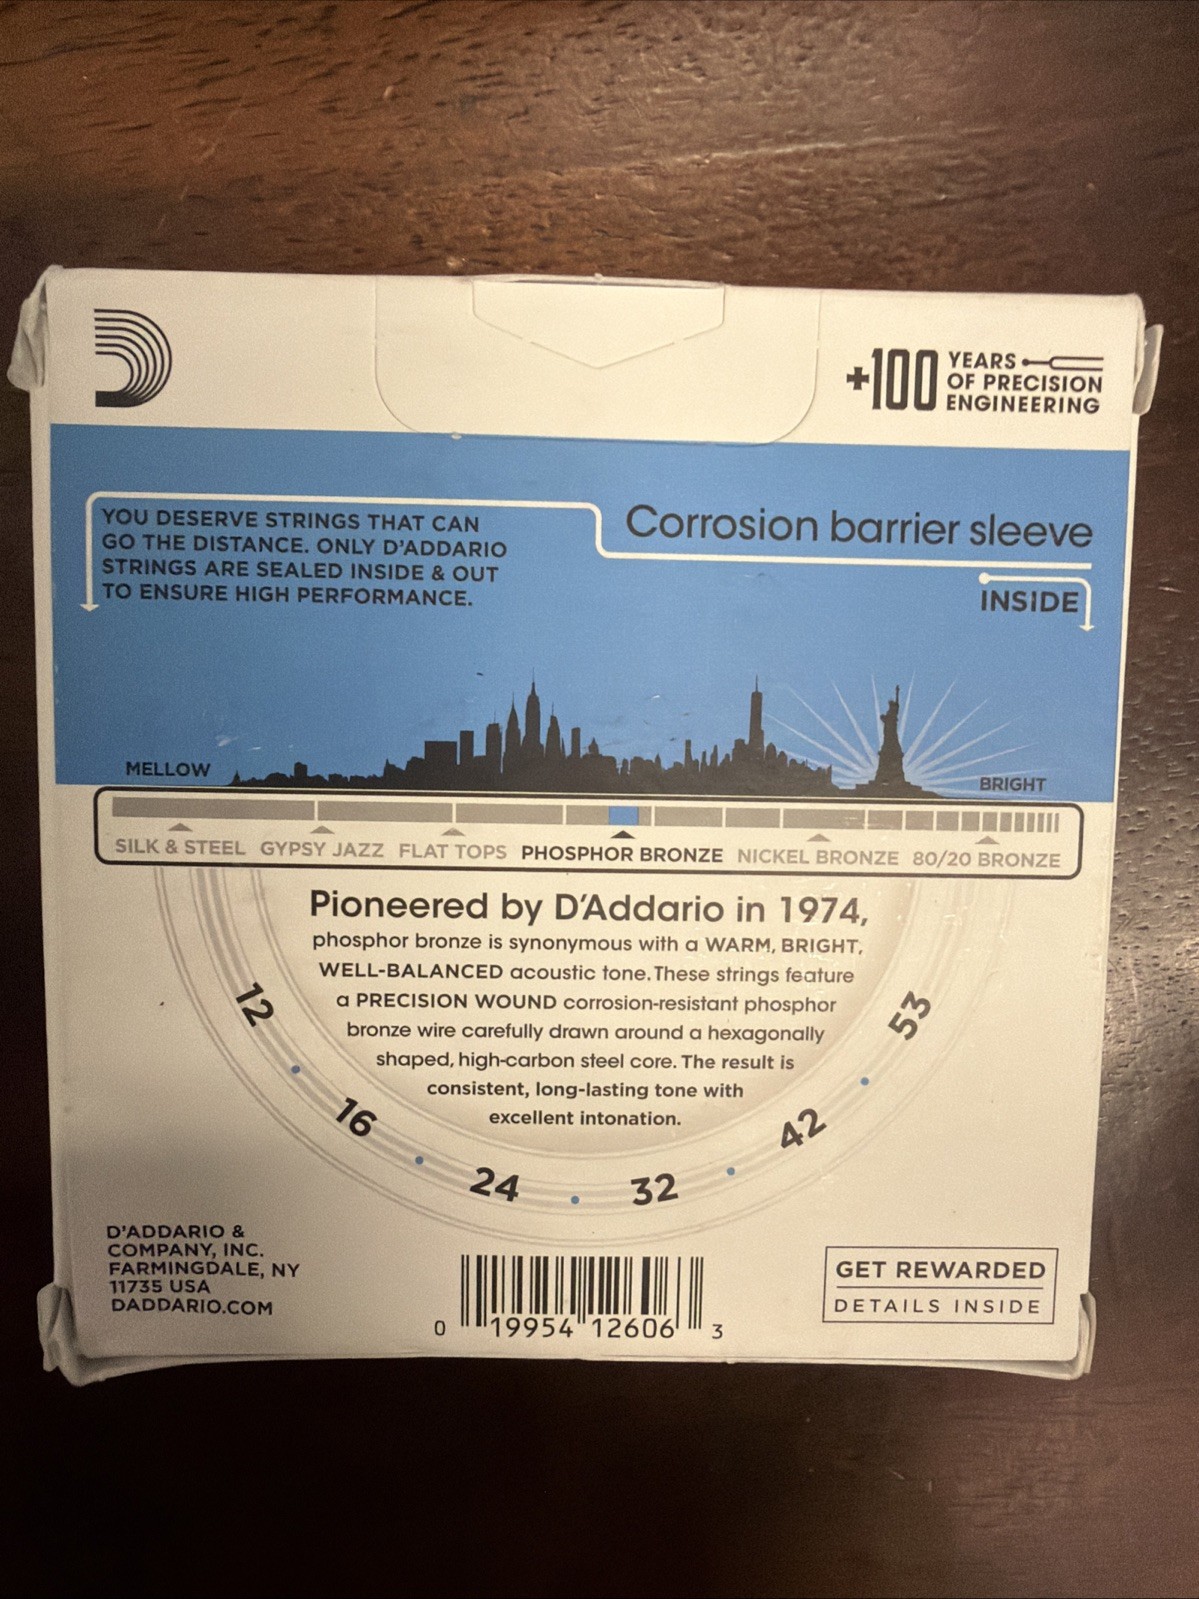 +100 YEARS
OF PRECISION
ENGINEERING
YOU DESERVE STRINGS THAT CAN
GO THE DISTANCE. ONLY D'ADDARIO
STRINGS ARE SEALED INSIDE & OUT
TO ENSURE HIGH PERFORMANCE.
Corrosion barrier sleeve
INSIDE
MELLOW
BRIGHT
SILK & STEEL GYPSY JAZZ FLAT TOPS PHOSPHOR BRONZE NICKEL BRONZE 80/20 BRONZE
Pioneered by D'Addario in 1974,
phosphor bronze is synonymous with a WARM, BRIGHT,
WELL-BALANCED acoustic tone. These strings feature
a PRECISION WOUND corrosion-resistant phosphor
bronze wire carefully drawn around a hexagonally
shaped, high-carbon steel core. The result is
consistent, long-lasting tone with
excellent intonation.
12 • 16 • 24 • 32 • 42 • 53
D'ADDARIO &
COMPANY, INC.
FARMINGDALE, NY
11735 USA
DADDARIO.COM
0 19954 12606 3
GET REWARDED
DETAILS INSIDE